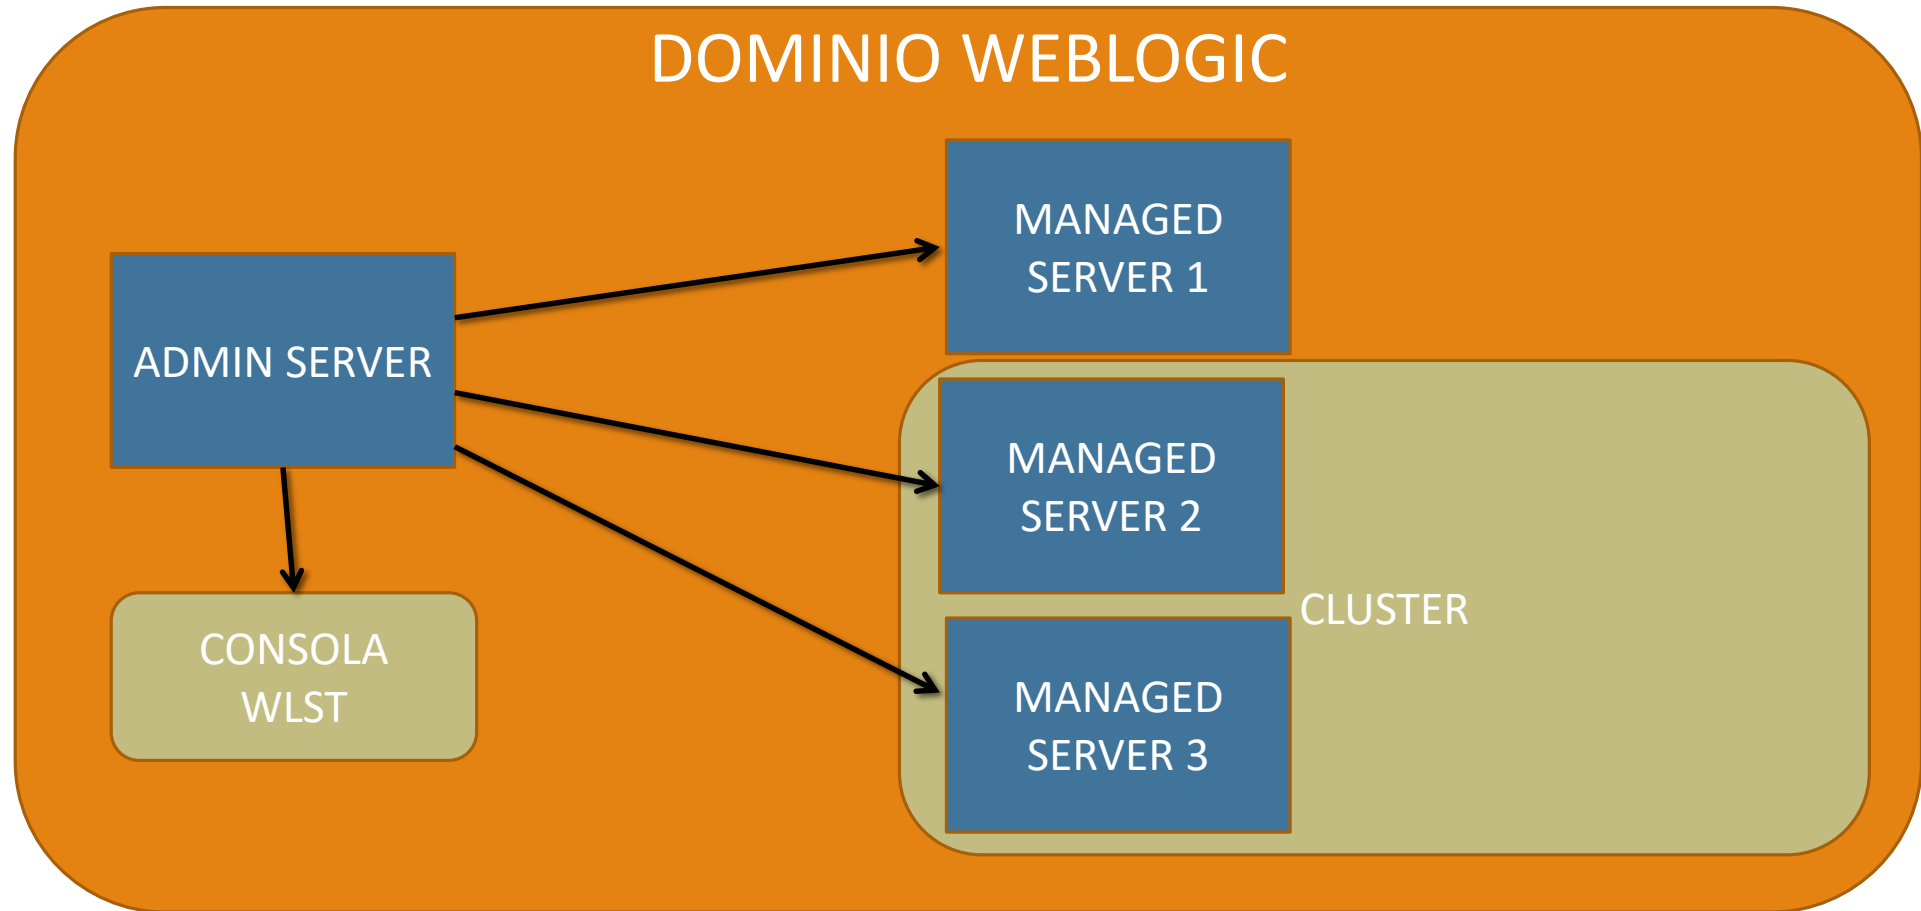 DOMINIO WEBLOGIC
MANAGED
SERVER 1
ADMIN SERVER
MANAGED
SERVER 2
CLUSTER
CONSOLA
WLST
MANAGED
SERVER 3